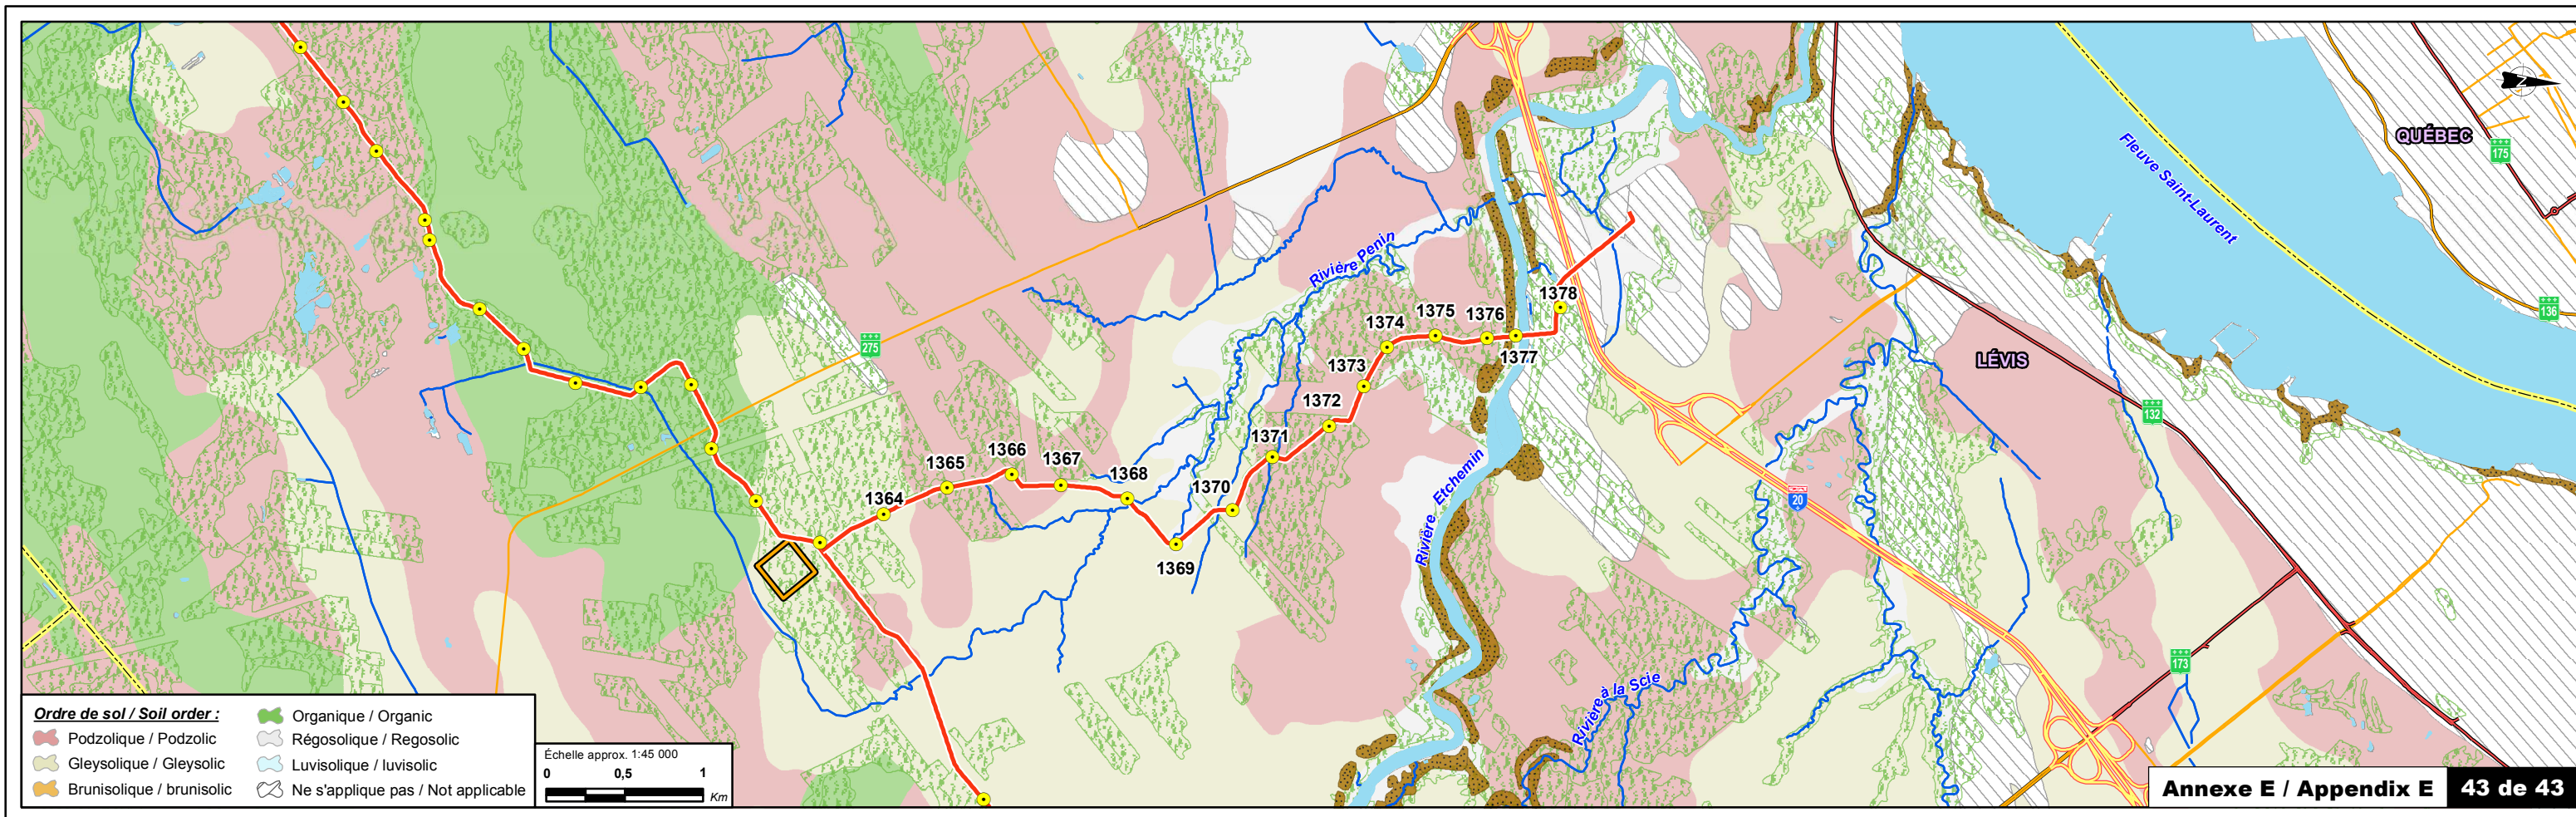 QUÉBEC
175
Fleuve Saint-Laurent
136
Rivière Penin
275
1378
1375
1376
1374
1377
LÉVIS
1373
132
1372
1371
1366
1367
1365
1368
1364
1370
20
Rivière Etchemin
1369
173
Rivière à la Scie
Ordre de sol / Soil order :
Podzolique / Podzolic
Gleysolique / Gleysolic
Brunisolique / brunisolic
Organique / Organic
Régosolique / Regosolic
Luvisolique / luvisolic
Ne s'applique pas / Not applicable
Échelle approx. 1:45 000
0 0,5 1
Km
Annexe E / Appendix E 43 de 43